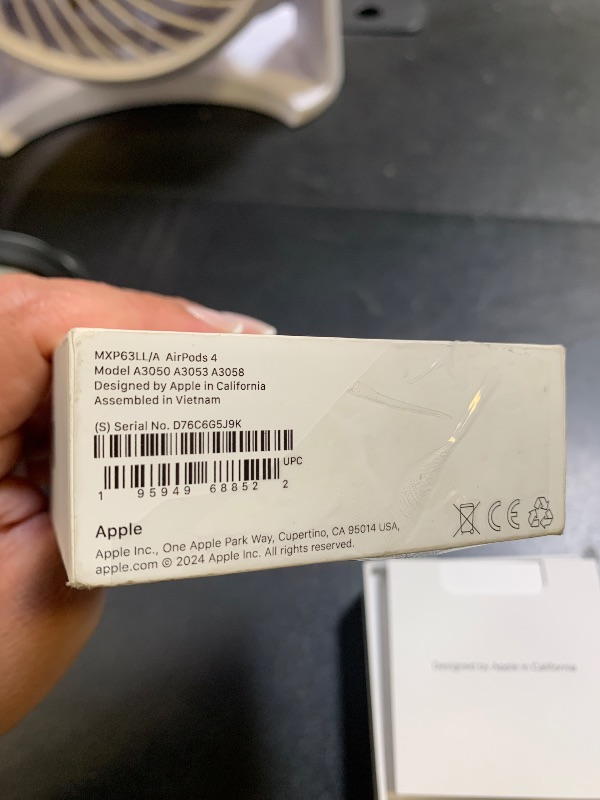 MXP63LL/A AirPods 4
Model A3050 A3053 A3058
Designed by Apple in California
Assembled in Vietnam
(S) Serial No. D76C6G5J9K
UPC
1 95949 68852 2
Apple
Apple Inc., One Apple Park Way, Cupertino, CA 95014 USA,
apple.com © 2024 Apple Inc. All rights reserved.
CE
Designed by Apple in California